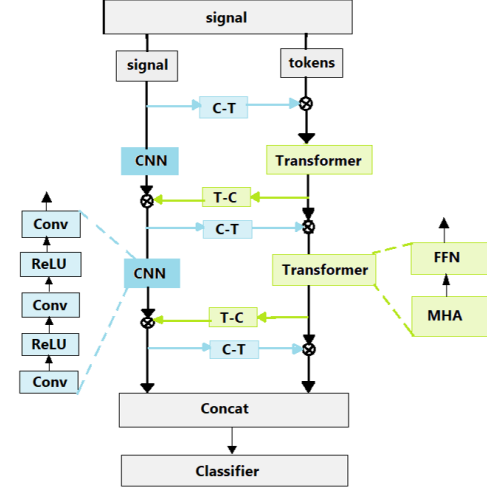 signal
signal
tokens
C-T
CNN
Transformer
T-C
C-T
Conv
ReLU
Conv
ReLU
Conv
CNN
Transformer
FFN
MHA
T-C
C-T
Concat
Classifier